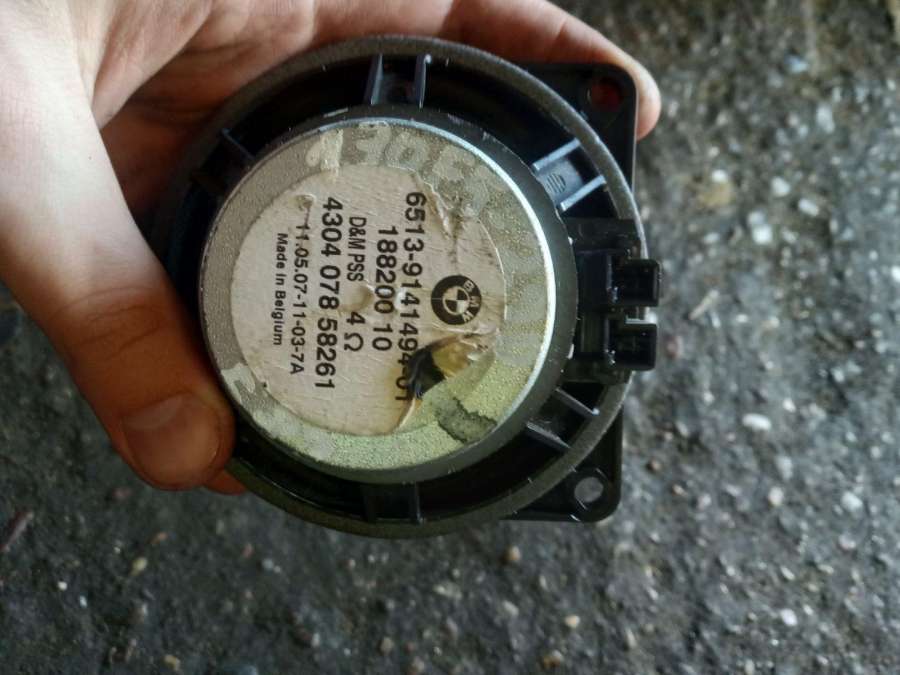 BMW
6513-9141494-01
188200 10
D&M PSS 4 Ω
4304 078 58261
11.05.07-11-03-7A
Made in Belgium